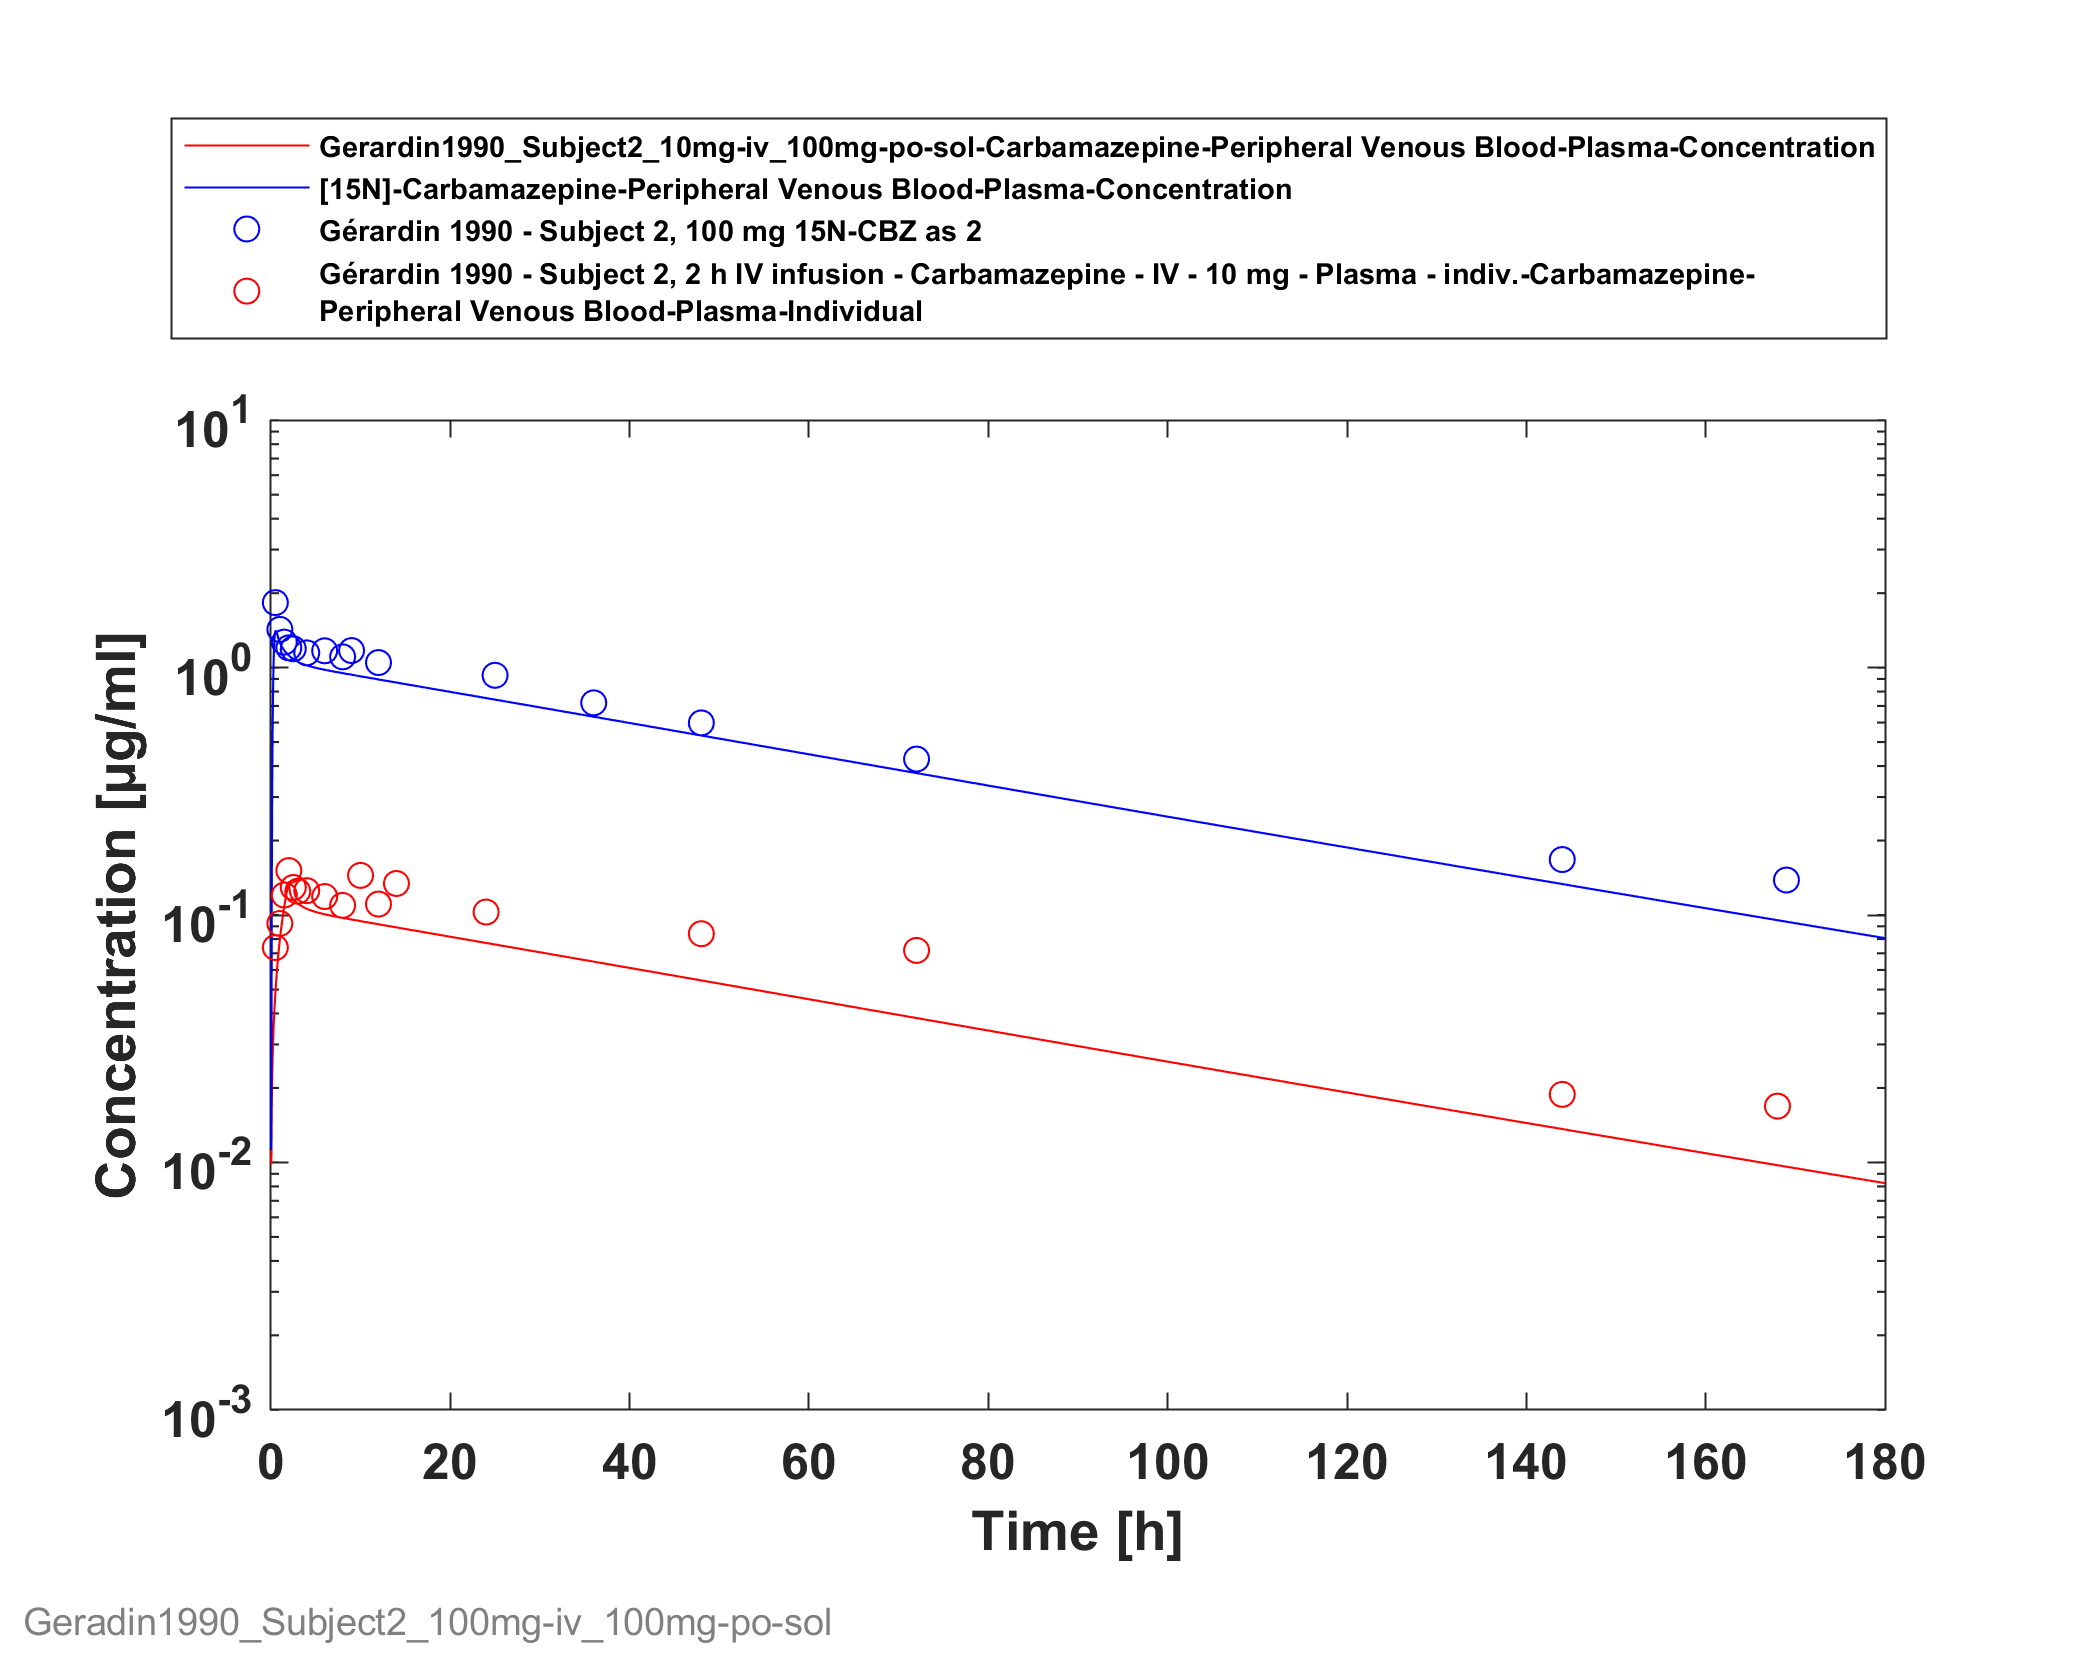 Gerardin1990_Subject2_10mg-iv_100mg-po-sol-Carbamazepine-Peripheral Venous Blood-Plasma-Concentration
[15N]-Carbamazepine-Peripheral Venous Blood-Plasma-Concentration
Gérardin 1990 - Subject 2, 100 mg 15N-CBZ as 2
Gérardin 1990 - Subject 2, 2 h IV infusion - Carbamazepine - IV - 10 mg - Plasma - indiv.-Carbamazepine-
Peripheral Venous Blood-Plasma-Individual
10^1
10^0
10^-1
10^-2
10^-3
Concentration [µg/ml]
0 20 40 60 80 100 120 140 160 180
Time [h]
Geradin1990_Subject2_100mg-iv_100mg-po-sol